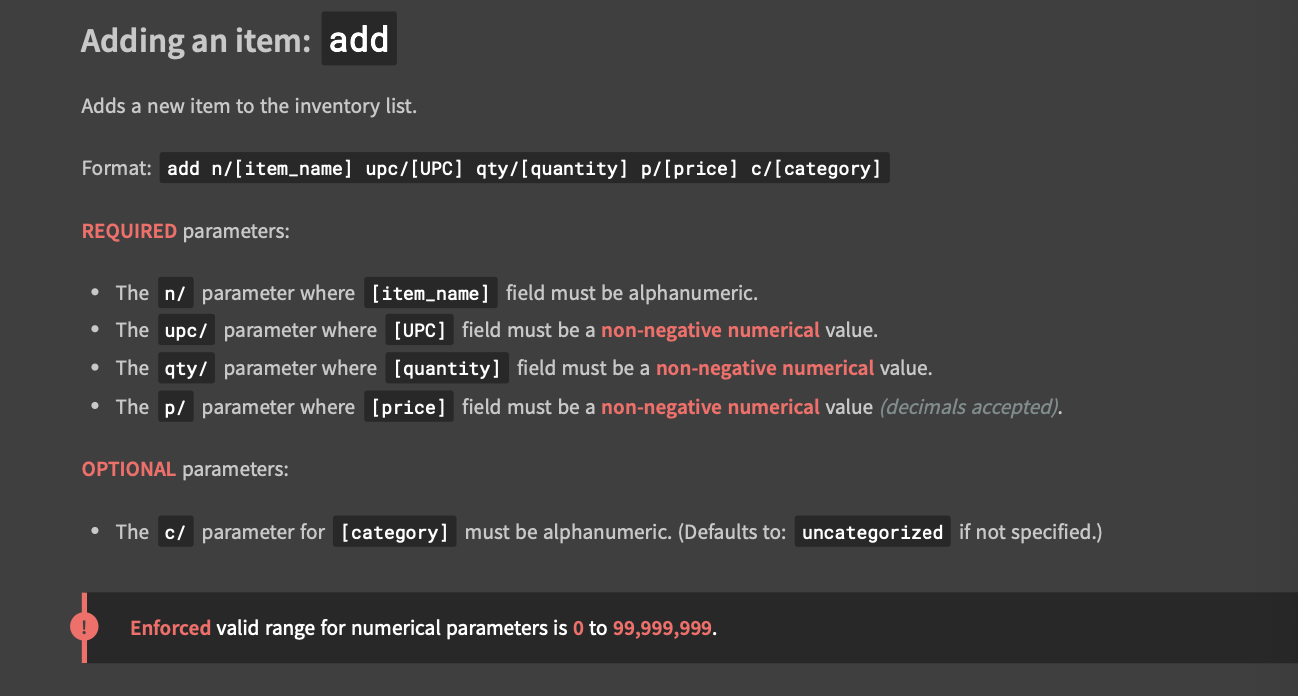 Adding an item: add
Adds a new item to the inventory list.
Format: add n/[item_name] upc/[UPC] qty/[quantity] p/[price] c/[category]
REQUIRED parameters:
• The n/ parameter where [item_name] field must be alphanumeric.
• The upc/ parameter where [UPC] field must be a non-negative numerical value.
• The qty/ parameter where [quantity] field must be a non-negative numerical value.
• The p/ parameter where [price] field must be a non-negative numerical value (decimals accepted).
OPTIONAL parameters:
• The c/ parameter for [category] must be alphanumeric. (Defaults to: uncategorized if not specified.)
! Enforced valid range for numerical parameters is 0 to 99,999,999.